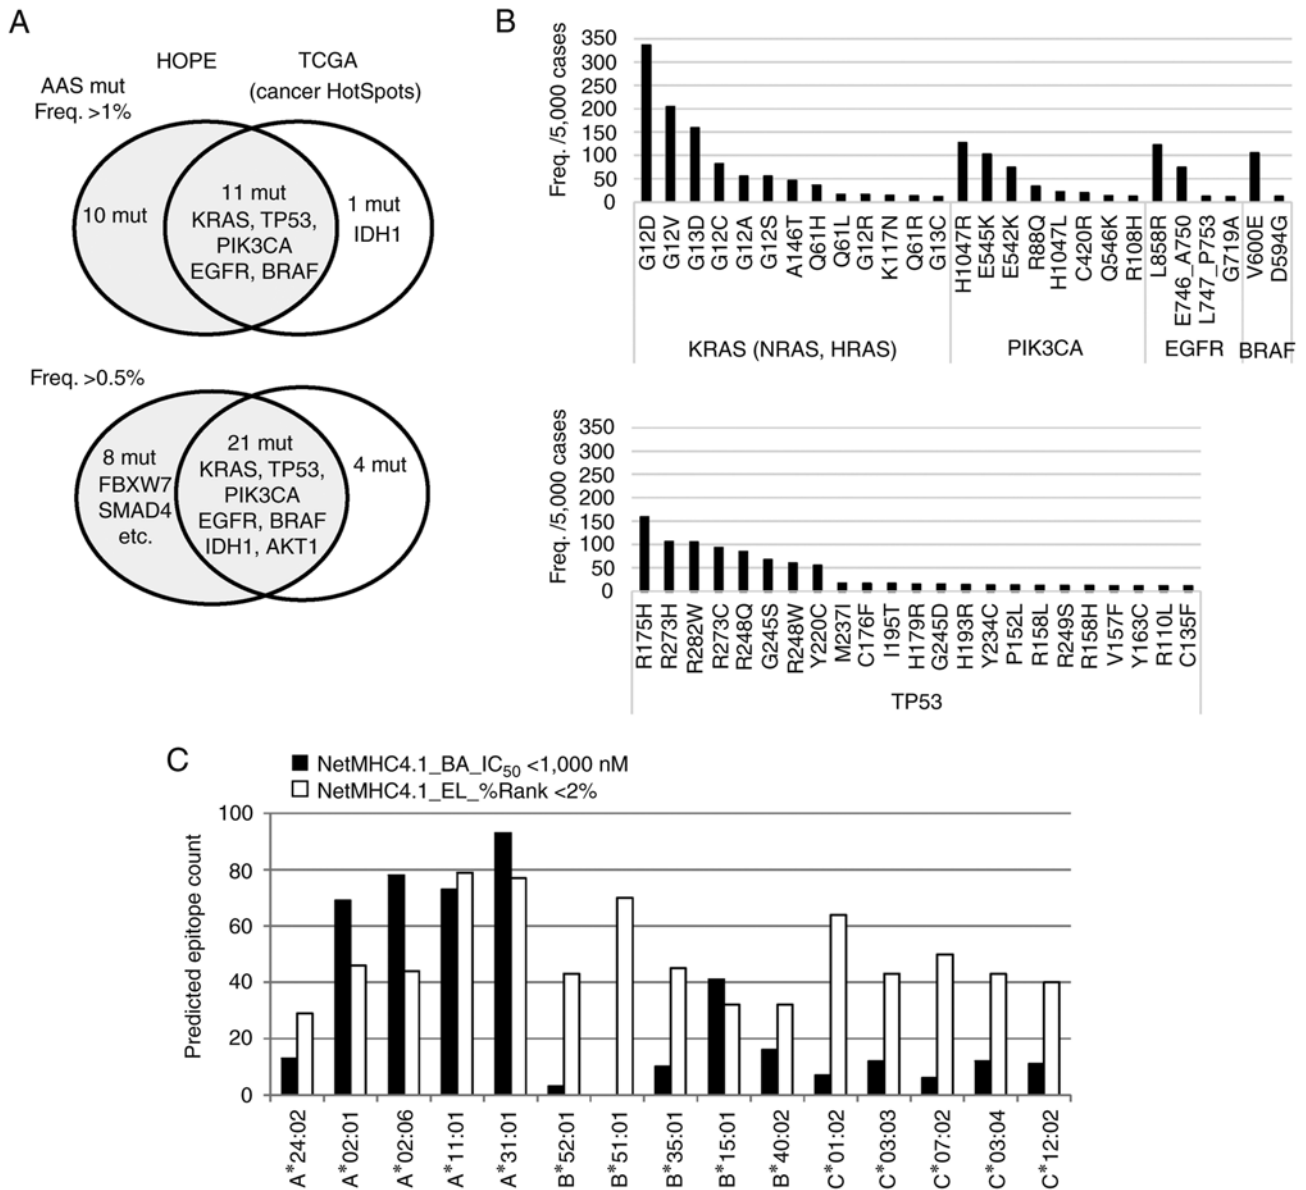 A
HOPE
TCGA
(cancer HotSpots)
AAS mut
Freq. >1%
10 mut
11 mut
KRAS, TP53,
PIK3CA
EGFR, BRAF
1 mut
IDH1
Freq. >0.5%
8 mut
FBXW7
SMAD4
etc.
21 mut
KRAS, TP53,
PIK3CA
EGFR, BRAF
IDH1, AKT1
4 mut
B
Freq. /5,000 cases
350
300
250
200
150
100
50
0
G12D
G12V
G13D
G12C
G12A
G12S
A146T
Q61H
Q61L
G12R
K117N
Q61R
G13C
H1047R
E545K
E542K
R88Q
H1047L
C420R
Q546K
R108H
L858R
E746_A750
L747_P753
G719A
V600E
D594G
KRAS (NRAS, HRAS)
PIK3CA
EGFR
BRAF
Freq. /5,000 cases
350
300
250
200
150
100
50
0
R175H
R273H
R282W
R273C
R248Q
G245S
R248W
Y220C
M237I
C176F
I195T
H179R
G245D
H193R
Y234C
P152L
R158L
R249S
R158H
V157F
Y163C
R110L
C135F
TP53
C
NetMHC4.1_BA_IC50 <1,000 nM
NetMHC4.1_EL_%Rank <2%
Predicted epitope count
100
80
60
40
20
0
A*24:02
A*02:01
A*02:06
A*11:01
A*31:01
B*52:01
B*51:01
B*35:01
B*15:01
B*40:02
C*01:02
C*03:03
C*07:02
C*03:04
C*12:02